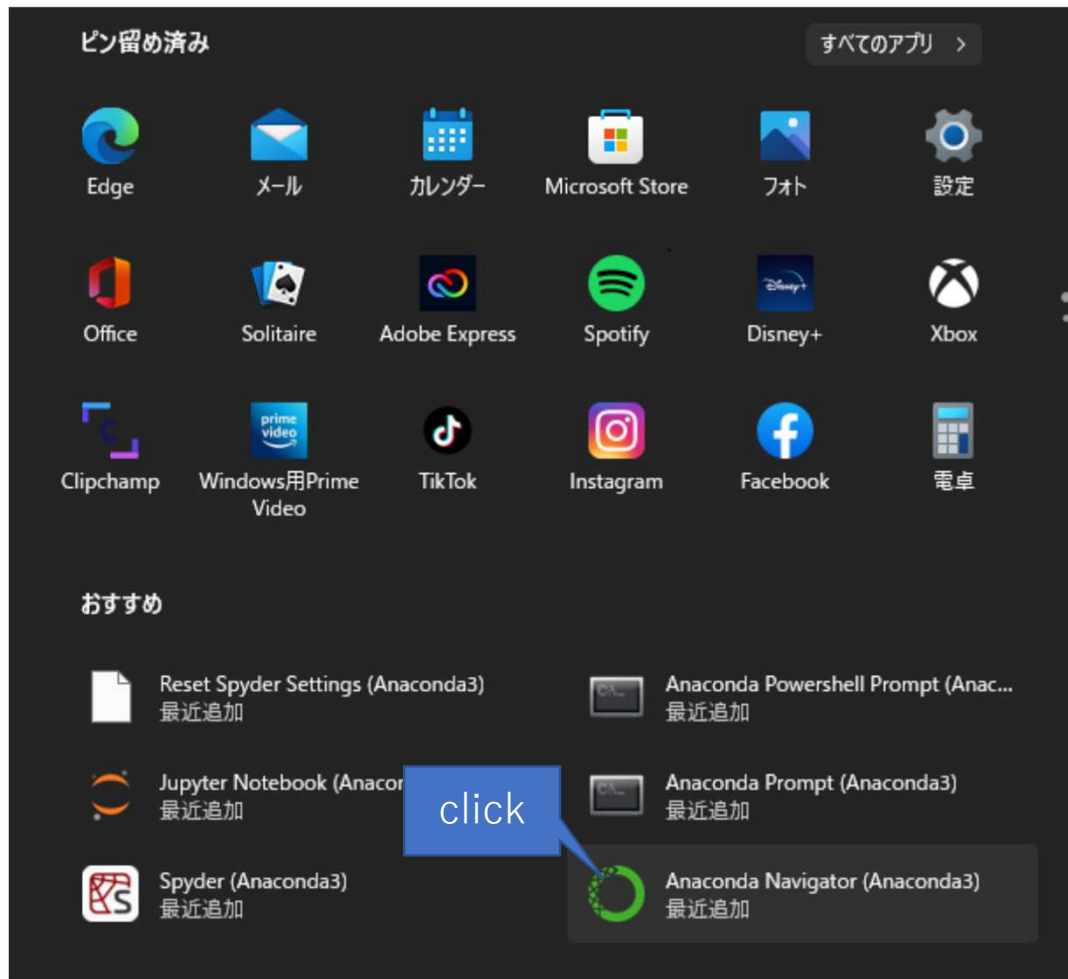 ピン留め済み
すべてのアプリ >
Edge
メール
カレンダー
Microsoft Store
フォト
設定
Office
Solitaire
Adobe Express
Disney+
Spotify
Disney+
Xbox
prime
video
Clipchamp
Windows用Prime
Video
TikTok
Instagram
Facebook
電卓
おすすめ
Reset Spyder Settings (Anaconda3)
最近追加
Anaconda Powershell Prompt (Anac...
最近追加
Jupyter Notebook (Anacon
最近追加
Anaconda Prompt (Anaconda3)
最近追加
click
Spyder (Anaconda3)
最近追加
Anaconda Navigator (Anaconda3)
最近追加